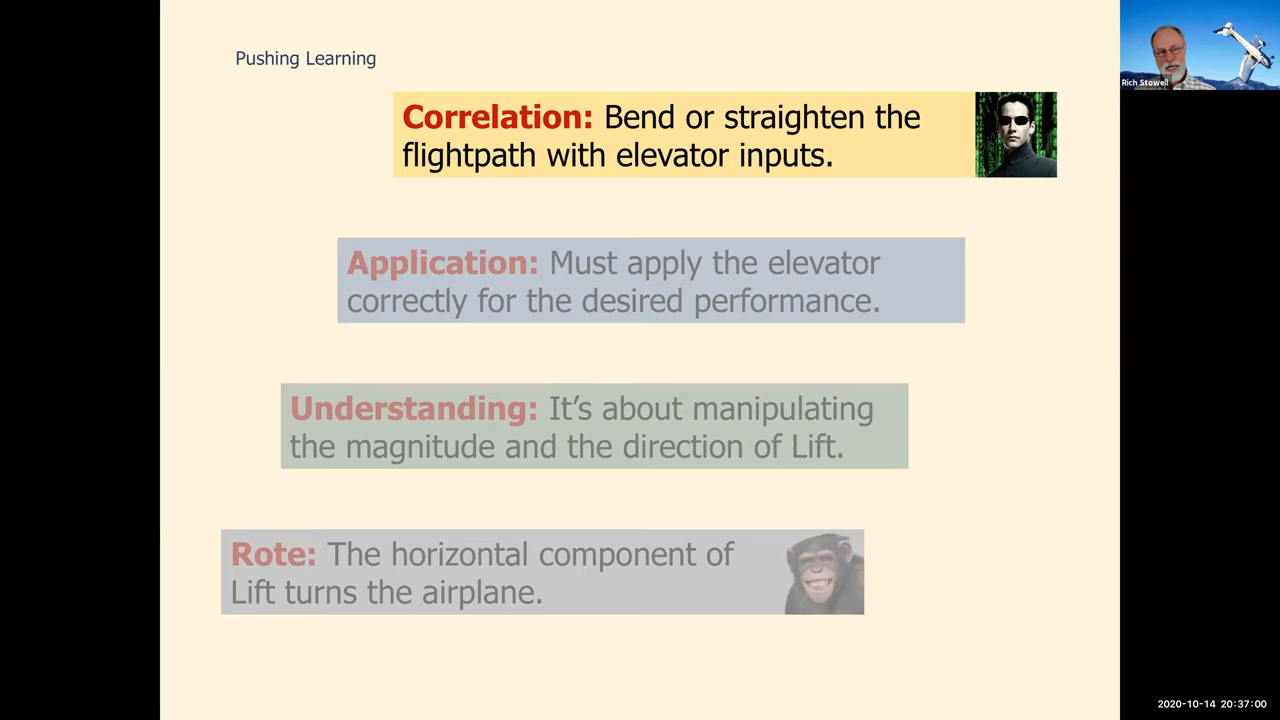 Pushing Learning
Rich Stowell
Correlation: Bend or straighten the
flightpath with elevator inputs.
Application: Must apply the elevator
correctly for the desired performance.
Understanding: It’s about manipulating
the magnitude and the direction of Lift.
Rote: The horizontal component of
Lift turns the airplane.
2020-10-14 20:37:00